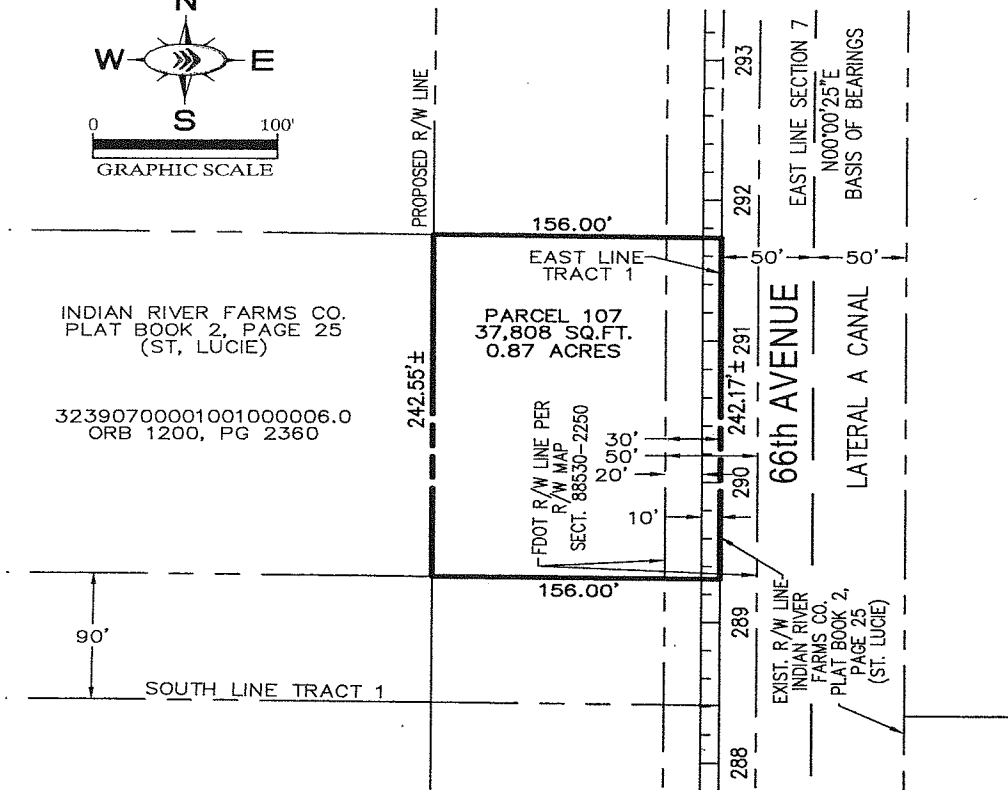 N
W
E
S
0 100'
GRAPHIC SCALE
PROPOSED R/W LINE
293
292
291
290
289
288
EAST LINE SECTION 7
N00°00'25"E
BASIS OF BEARINGS
156.00'
EAST LINE
TRACT 1
50'
50'
INDIAN RIVER FARMS CO.
PLAT BOOK 2, PAGE 25
(ST, LUCIE)
PARCEL 107
37,808 SQ.FT.
0.87 ACRES
242.55'±
242.17'±
66th AVENUE
LATERAL A CANAL
32390700001001000006.0
ORB 1200, PG 2360
FDOT R/W LINE PER
R/W MAP
SECT. 88530-2250
30'
50'
20'
10'
156.00'
90'
SOUTH LINE TRACT 1
EXIST. R/W LINE
INDIAN RIVER
FARMS CO.
PLAT BOOK 2,
PAGE 25
(ST. LUCIE)